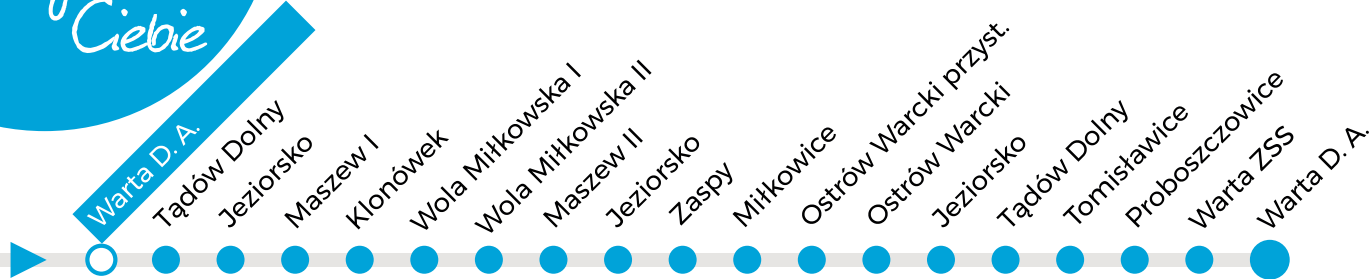 Ciebie
Warta D. A.
Tądów Dolny
Jeziorsko
Maszew I
Klonówek
Wola Miłkowska I
Wola Miłkowska II
Maszew II
Jeziorsko
Zaspy
Miłkowice
Ostrów Warcki przyst.
Ostrów Warcki
Jeziorsko
Tądów Dolny
Tomisławice
Proboszczowice
Warta ZSS
Warta D. A.